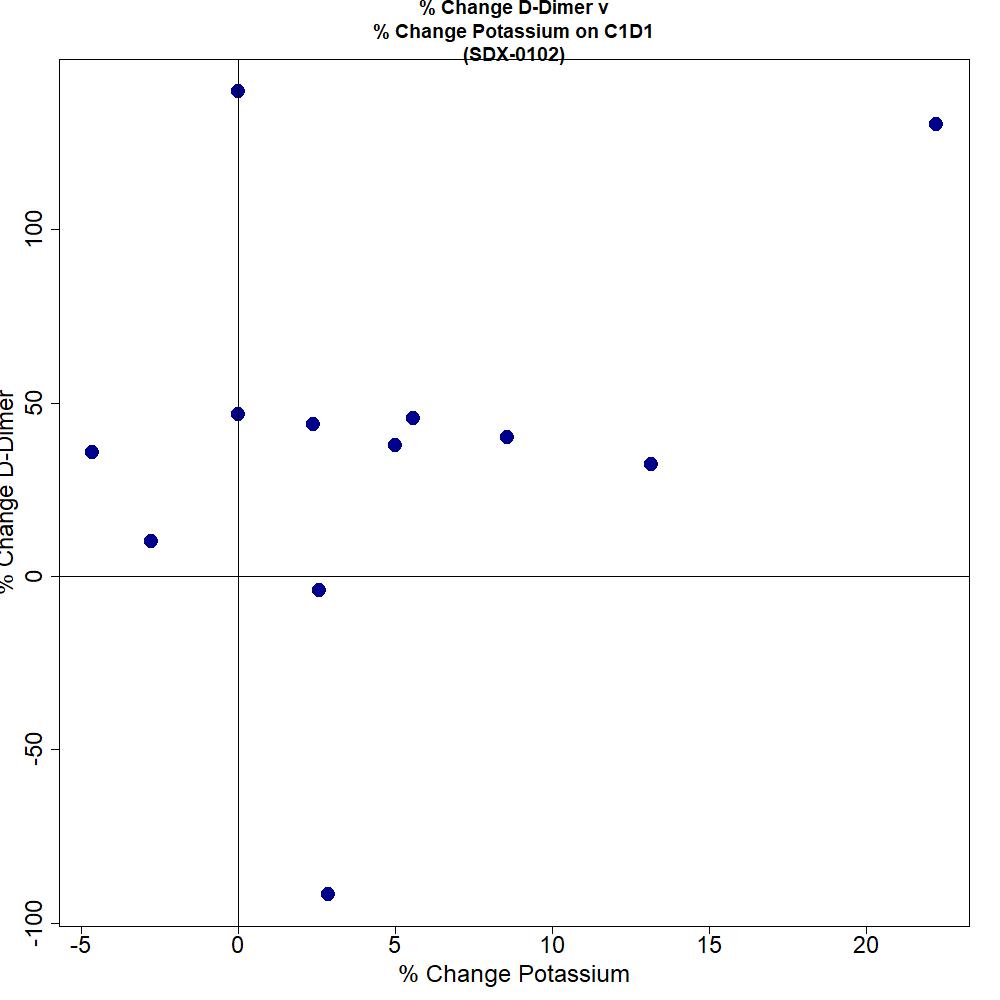 % Change D-Dimer v
% Change Potassium on C1D1
(SDX-0102)
% Change D-Dimer
100
50
0
-50
-100
-5
0
5
10
15
20
% Change Potassium